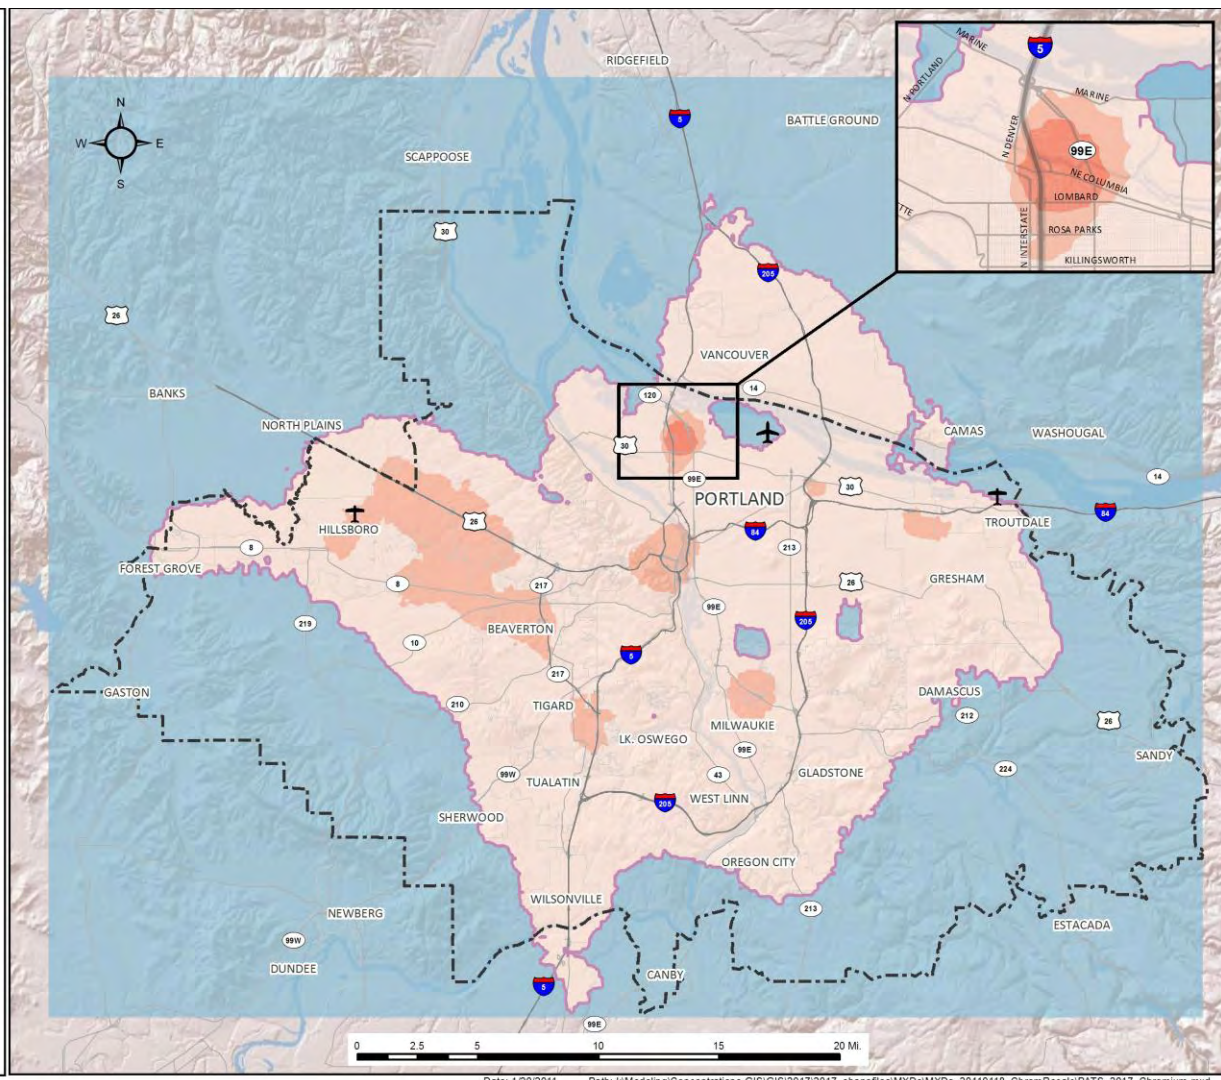 RIDGEFIELD
5
BATTLE GROUND
SCAPPOOSE
N
W E
S
30
205
26
VANCOUVER
BANKS
NORTH PLAINS
120
14
30
CAMAS
WASHOUGAL
14
99E
PORTLAND
30
HILLSBORO
26
84
TROUTDALE
84
8
213
FOREST GROVE
8
217
26
GRESHAM
219
99E
205
BEAVERTON
10
5
217
GASTON
210
TIGARD
MILWAUKIE
DAMASCUS
212
26
LK. OSWEGO
99E
SANDY
99W
TUALATIN
43
GLADSTONE
224
205
WEST LINN
SHERWOOD
OREGON CITY
WILSONVILLE
213
NEWBERG
ESTACADA
99W
DUNDEE
CANBY
5
99E
0 2.5 5 10 15 20 Mi.
MARINE
5
N PORTLAND
MARINE
N DENVER
99E
NE COLUMBIA
LOMBARD
ETTE
N INTERSTATE
ROSA PARKS
KILLINGSWORTH